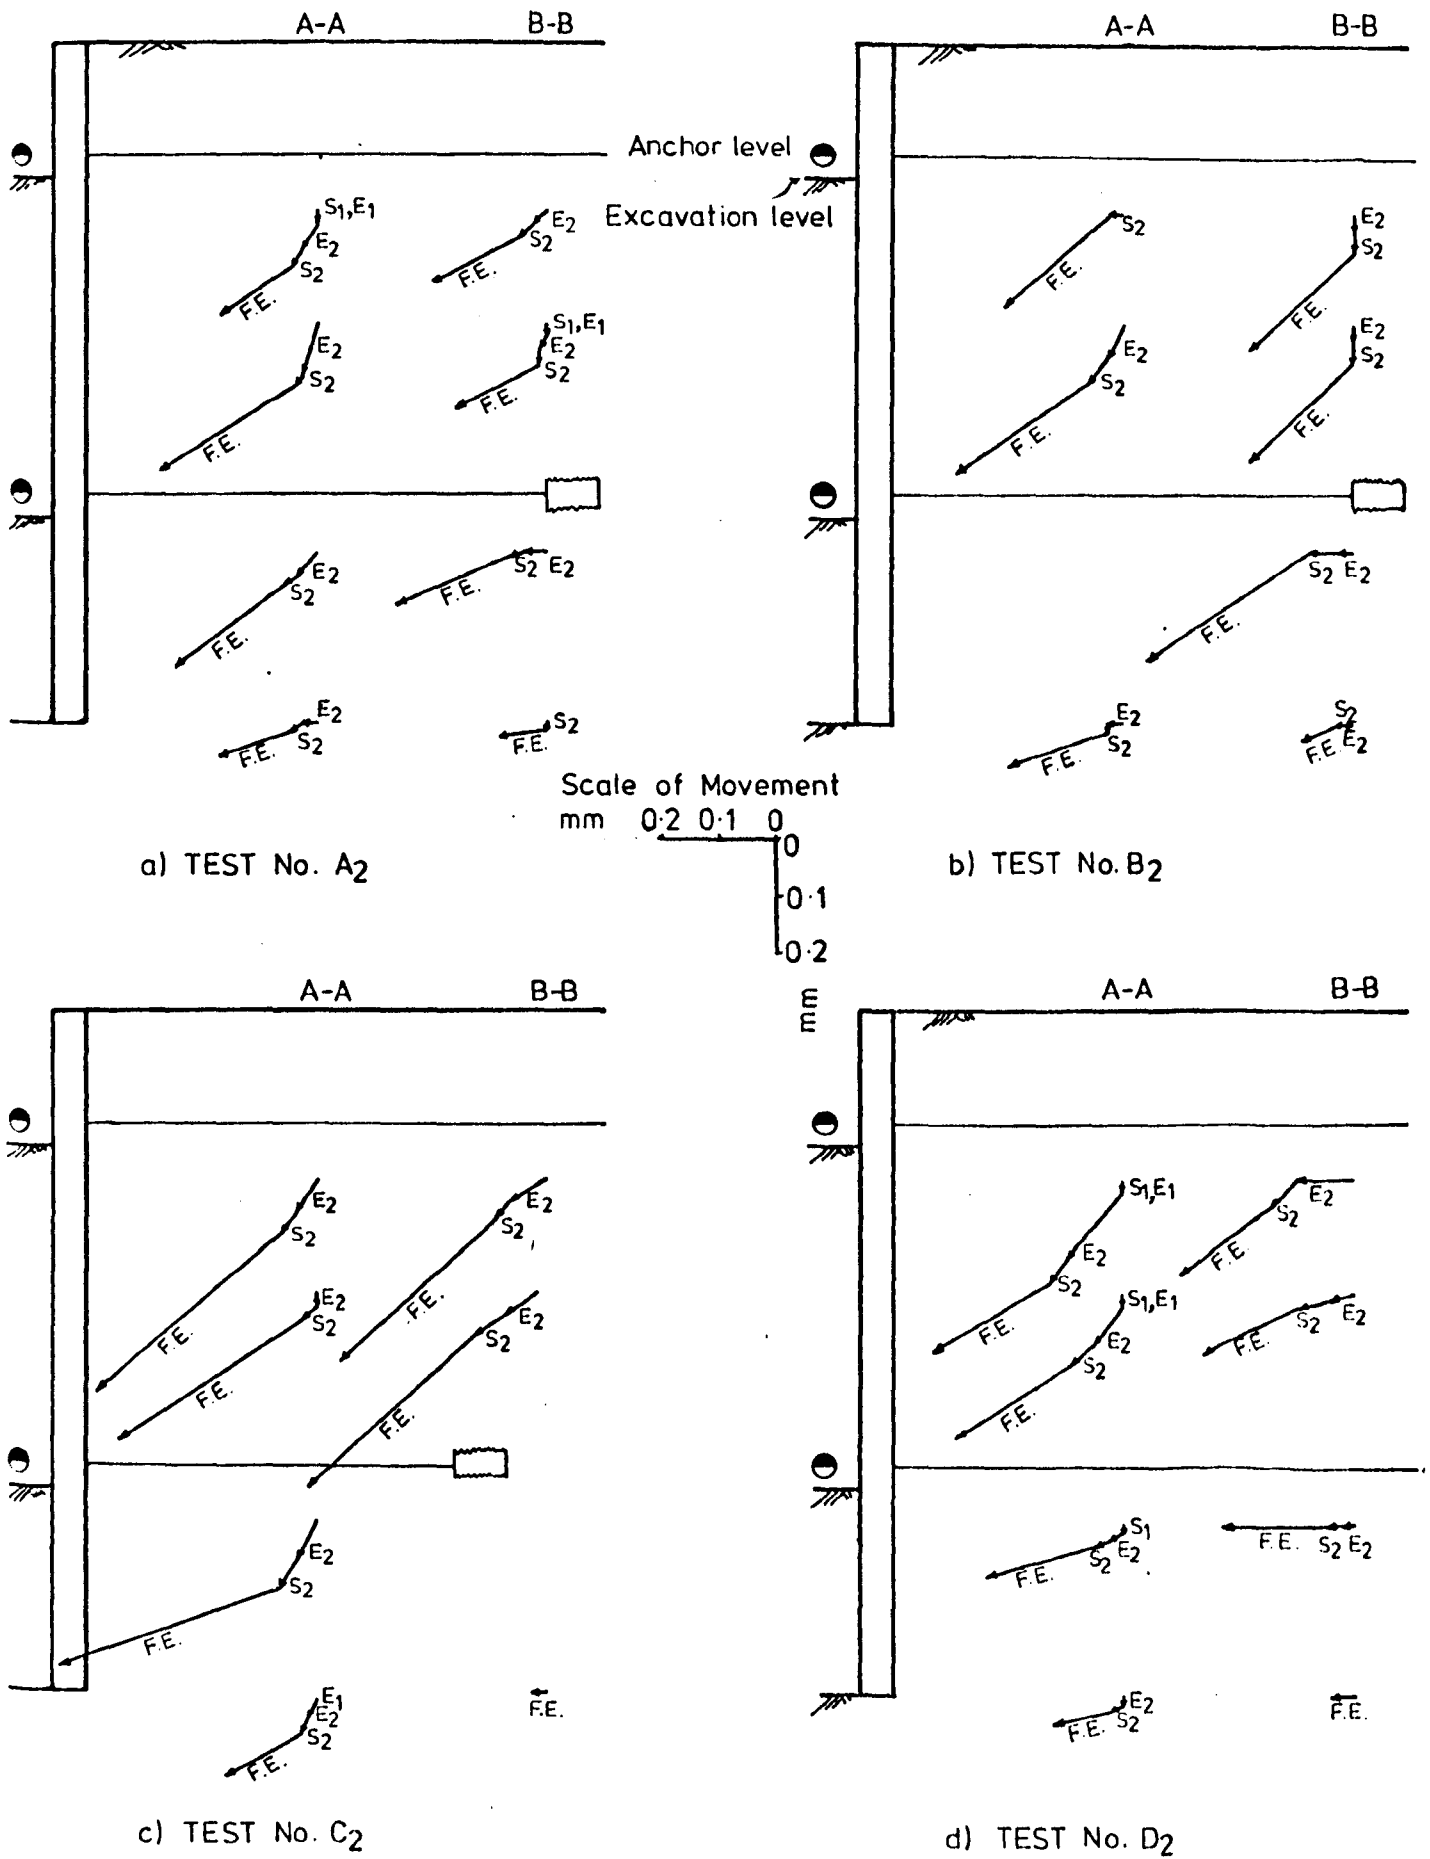 A-A B-B
S1,E1
E2
S2
F.E.
E2
S2
F.E.
E2
S2
F.E.
S1,E1
E2
S2
F.E.
E2
S2
F.E.
S2 E2
F.E.
E2
S2
F.E.
S2
F.E.
a) TEST No. A2
Anchor level
Excavation level
A-A B-B
S2
F.E.
E2
S2
F.E.
E2
S2
F.E.
E2
S2
F.E.
S2 E2
F.E.
E2
S2
F.E.
S2
E2
F.E.
b) TEST No. B2
Scale of Movement
mm 0.2 0.1 0
0
0.1
0.2
mm
A-A B-B
E2
S2
F.E.
E2
S2
F.E.
E2
S2
F.E.
E2
S2
F.E.
E2
S2
F.E.
E1
E2
S2
F.E.
F.E.
c) TEST No. C2
A-A B-B
S1,E1
E2
S2
F.E.
E2
S2
F.E.
S1,E1
E2
S2
F.E.
E2
S2
F.E.
S1
S2 E2
F.E.
F.E. S2 E2
E2
S2
F.E.
F.E.
d) TEST No. D2